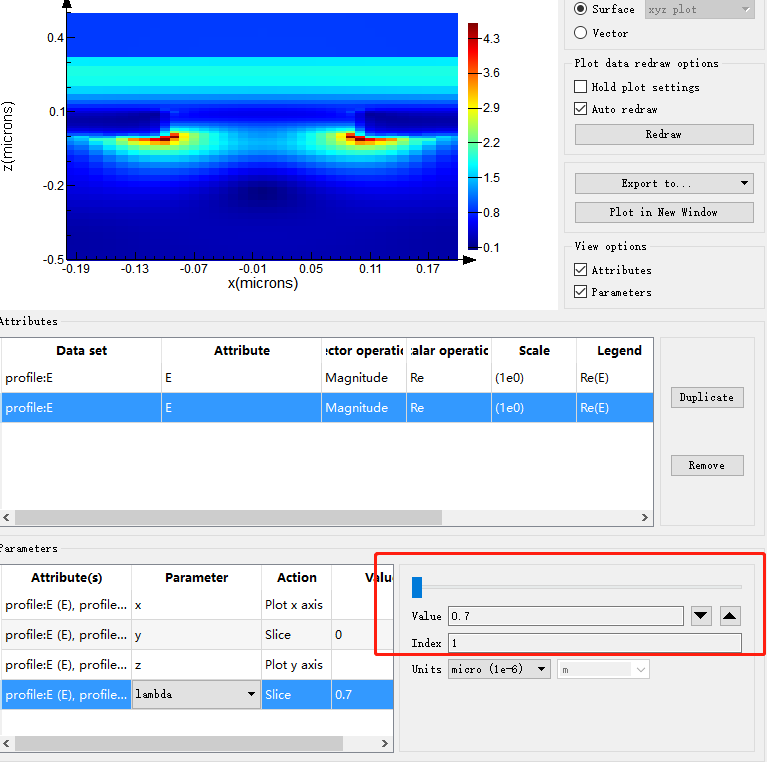 Surface xyz plot
Vector
Plot data redraw options
Hold plot settings
Auto redraw
Redraw
Export to...
Plot in New Window
View options
Attributes
Parameters
0.4
0.1
-0.2
-0.5
z(microns)
-0.19 -0.13 -0.07 -0.01 0.05 0.11 0.17
x(microns)
4.3
3.6
2.9
2.2
1.5
0.8
0.1
Attributes
Data set Attribute ector operatic alar operatic Scale Legend
profile:E E Magnitude Re (1e0) Re(E)
profile:E E Magnitude Re (1e0) Re(E)
Duplicate
Remove
Parameters
Attribute(s) Parameter Action Valu
profile:E (E), profile... x Plot x axis
profile:E (E), profile... y Slice 0
profile:E (E), profile... z Plot y axis
profile:E (E), profile... lambda Slice 0.7
Value 0.7
Index 1
Units micro (1e-6) m